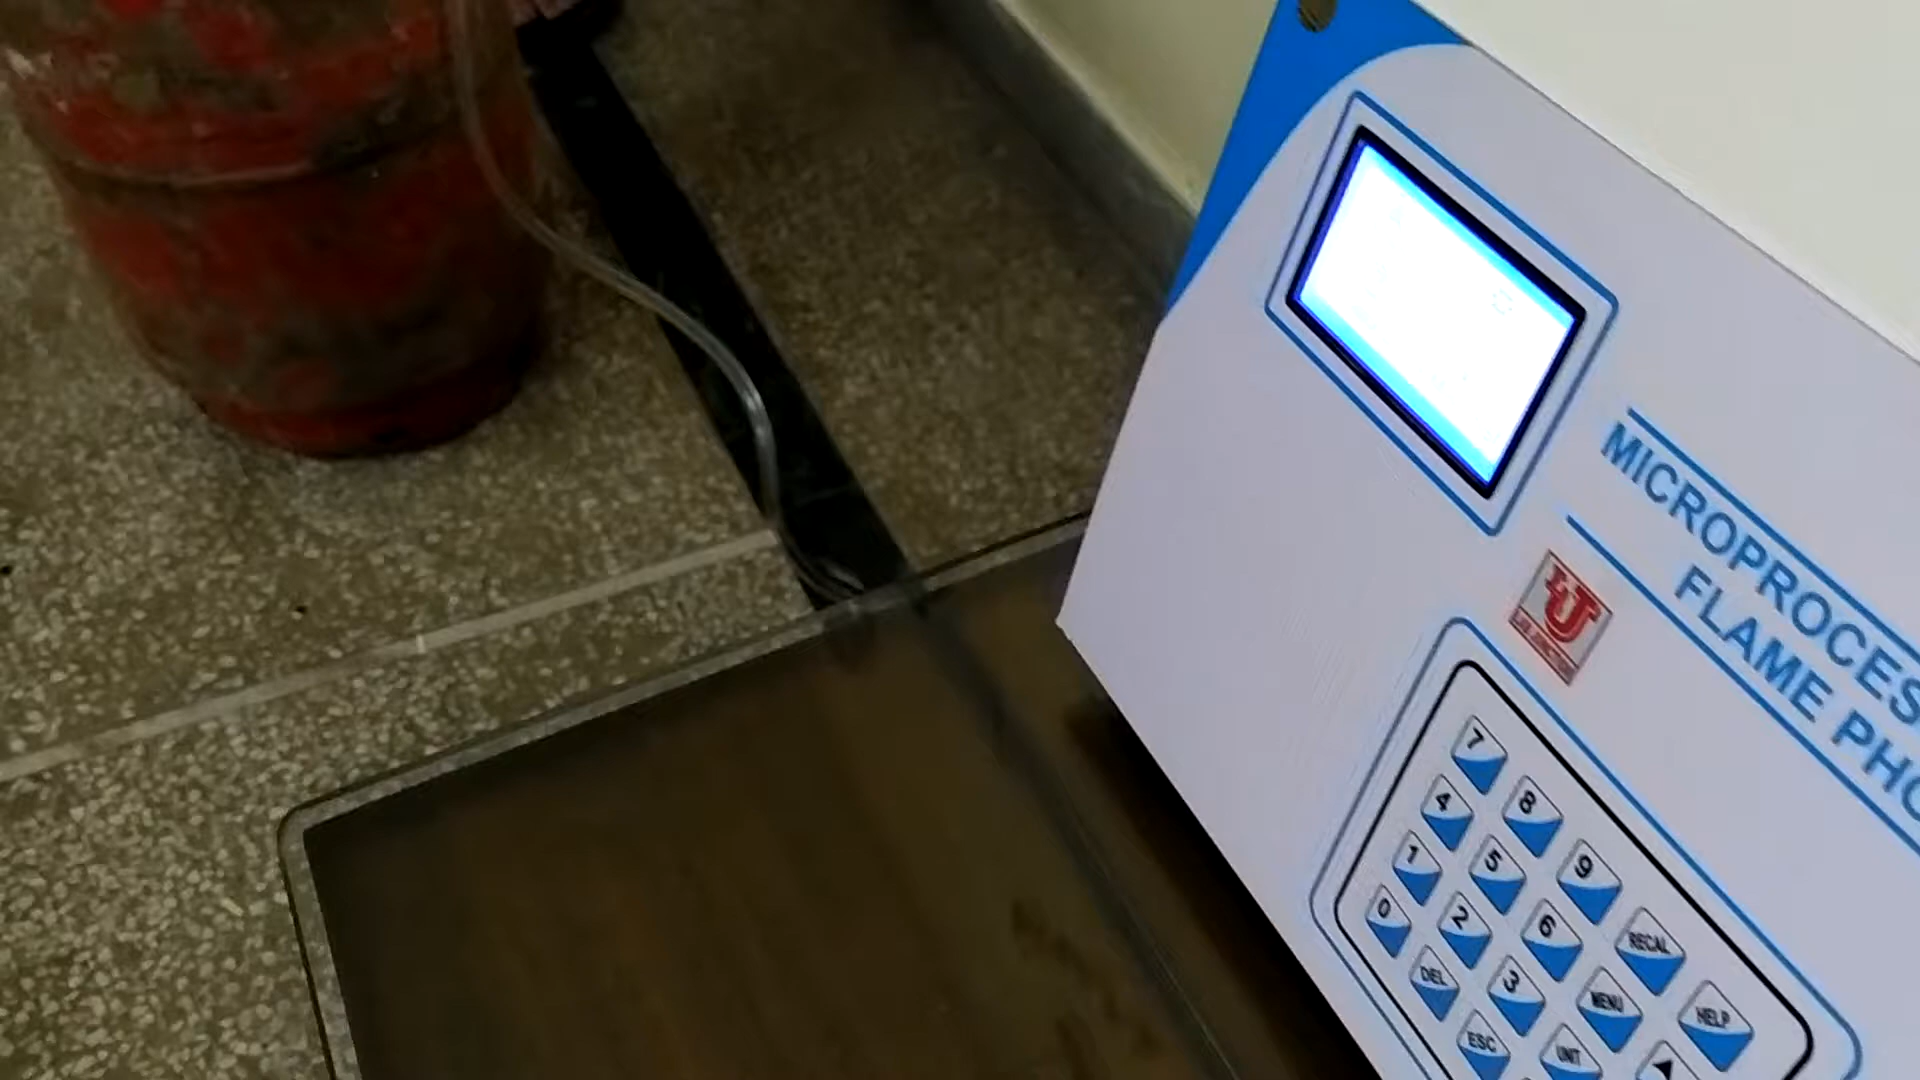 MICROPROCES
FLAME PHO
U
7
8
9
RECAL
HELP
4
5
6
MENU
1
2
3
UNIT
0
DEL
ESC